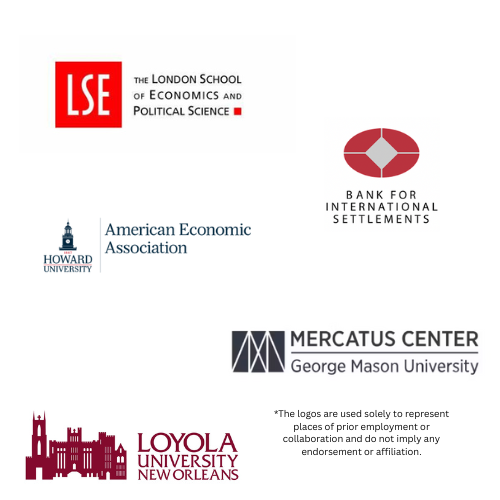 LSE
THE LONDON SCHOOL
OF ECONOMICS AND
POLITICAL SCIENCE
BANK FOR
INTERNATIONAL
SETTLEMENTS
American Economic
Association
HOWARD
UNIVERSITY
MERCATUS CENTER
George Mason University
LOYOLA
UNIVERSITY
NEW ORLEANS
*The logos are used solely to represent
places of prior employment or
collaboration and do not imply any
endorsement or affiliation.